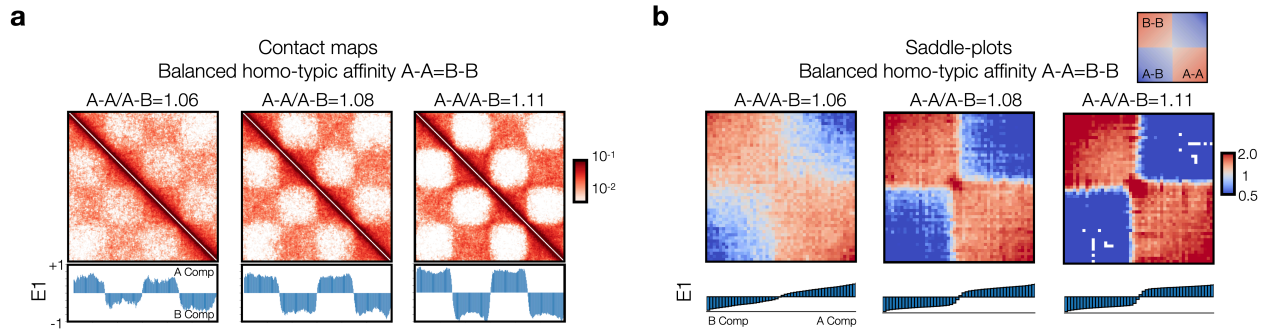 a
Contact maps
Balanced homo-typic affinity A-A=B-B
A-A/A-B=1.06
A-A/A-B=1.08
A-A/A-B=1.11
10-1
10-2
+1
E1
-1
A Comp
B Comp
b
Saddle-plots
Balanced homo-typic affinity A-A=B-B
B-B
A-B
A-A
A-A/A-B=1.06
A-A/A-B=1.08
A-A/A-B=1.11
2.0
1
0.5
E1
B Comp
A Comp